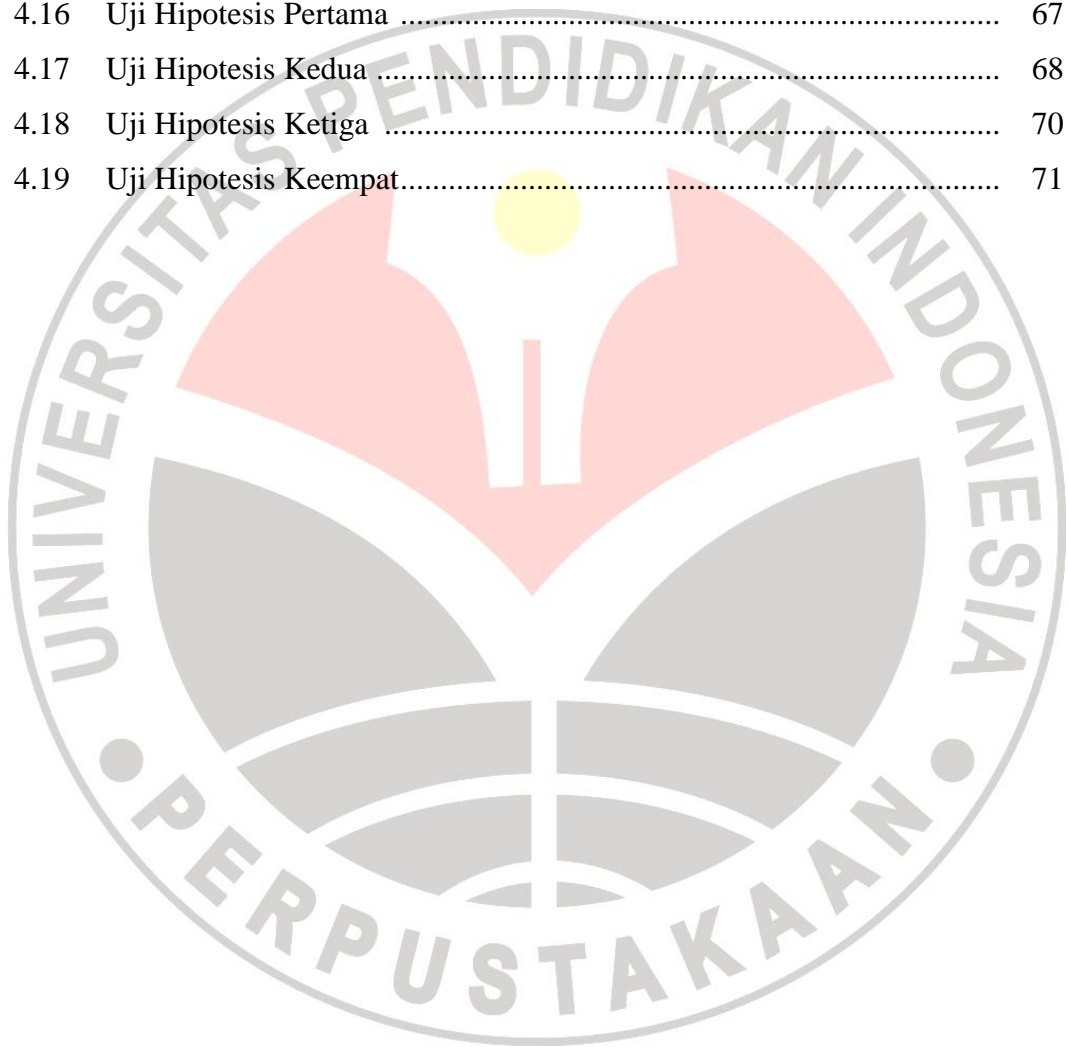 4.16 Uji Hipotesis Pertama ............................................................................ 67
4.17 Uji Hipotesis Kedua ............................................................................... 68
4.18 Uji Hipotesis Ketiga .............................................................................. 70
4.19 Uji Hipotesis Keempat............................................................................ 71
UNIVERSITAS PENDIDIKAN INDONESIA
PERPUSTAKAAN